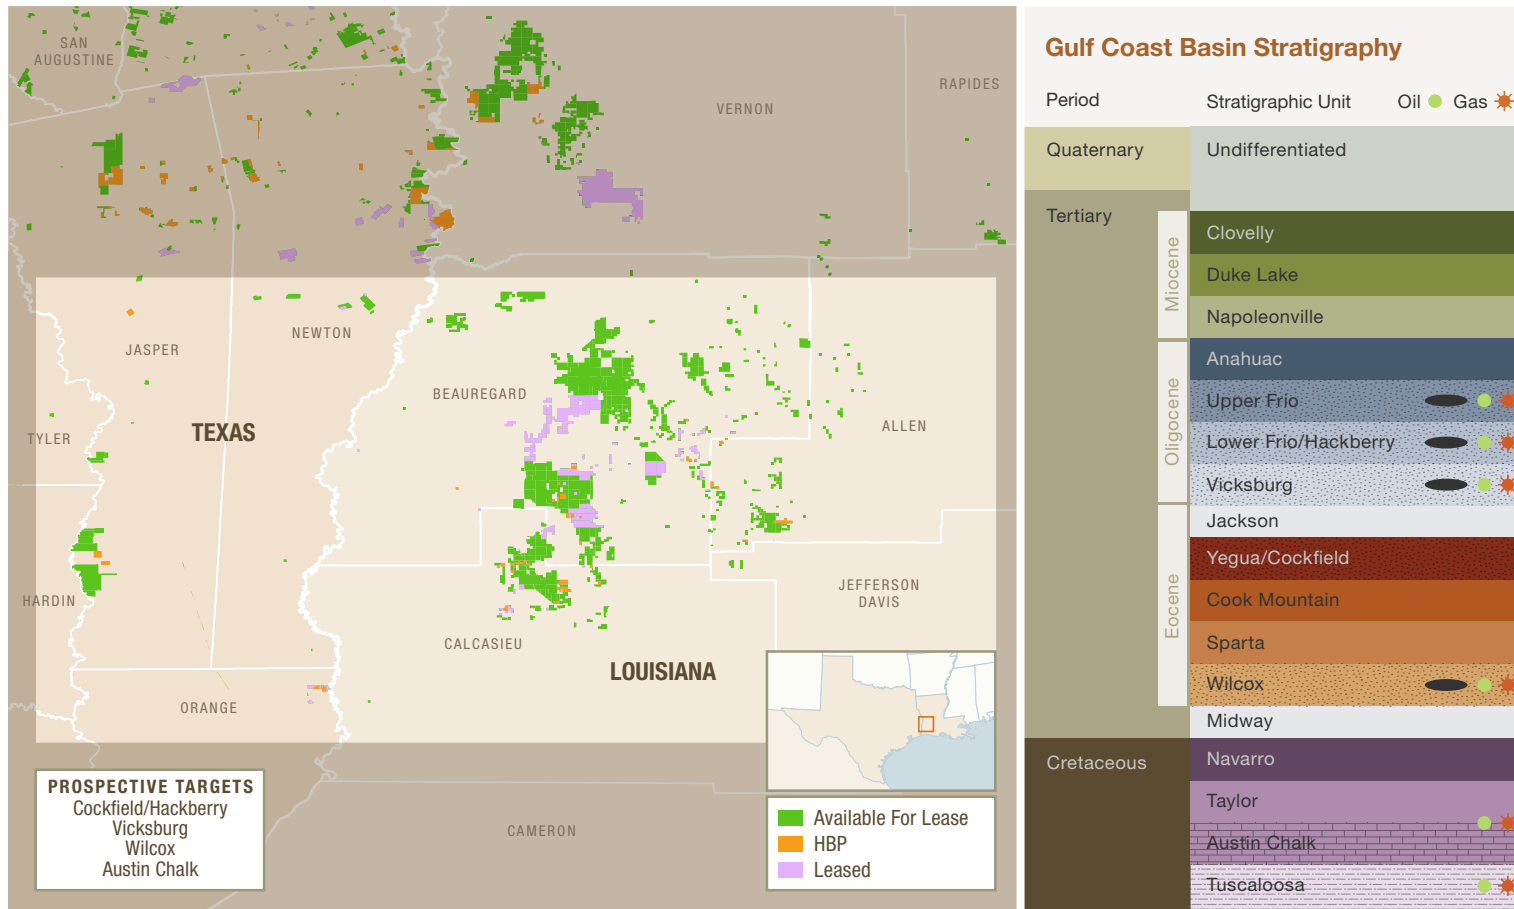 SAN
AUGUSTINE
VERNON
RAPIDES
NEWTON
JASPER
BEAUREGARD
ALLEN
TYLER
TEXAS
HARDIN
JEFFERSON
DAVIS
CALCASIEU
LOUISIANA
ORANGE
CAMERON
PROSPECTIVE TARGETS
Cockfield/Hackberry
Vicksburg
Wilcox
Austin Chalk
Available For Lease
HBP
Leased
Gulf Coast Basin Stratigraphy
Period Stratigraphic Unit Oil Gas
Quaternary Undifferentiated
Tertiary
Miocene
Clovelly
Duke Lake
Napoleonville
Oligocene
Anahuac
Upper Frio
Lower Frio/Hackberry
Vicksburg
Eocene
Jackson
Yegua/Cockfield
Cook Mountain
Sparta
Wilcox
Midway
Cretaceous
Navarro
Taylor
Austin Chalk
Tuscaloosa